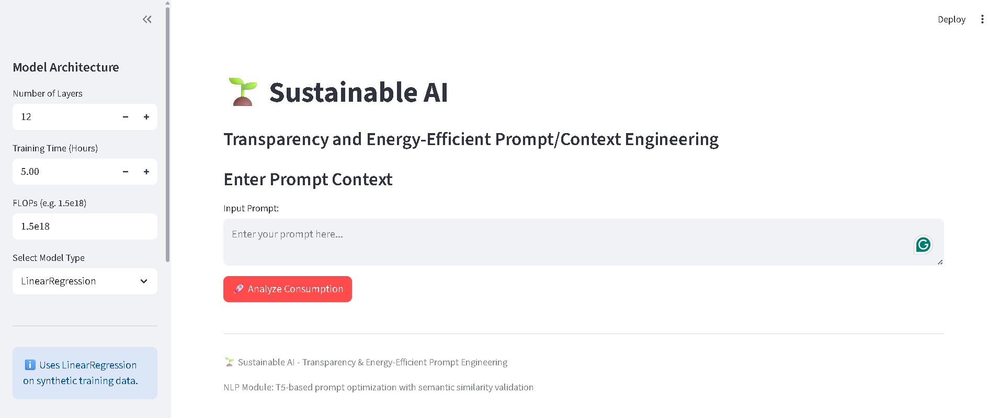 Model Architecture
Number of Layers
12
Training Time (Hours)
5.00
FLOPs (e.g. 1.5e18)
1.5e18
Select Model Type
LinearRegression
ℹ️ Uses LinearRegression
on synthetic training data.
Deploy
🌱 Sustainable AI
Transparency and Energy-Efficient Prompt/Context Engineering
Enter Prompt Context
Input Prompt:
Enter your prompt here...
🚀 Analyze Consumption
🌱 Sustainable AI - Transparency & Energy-Efficient Prompt Engineering
NLP Module: T5-based prompt optimization with semantic similarity validation